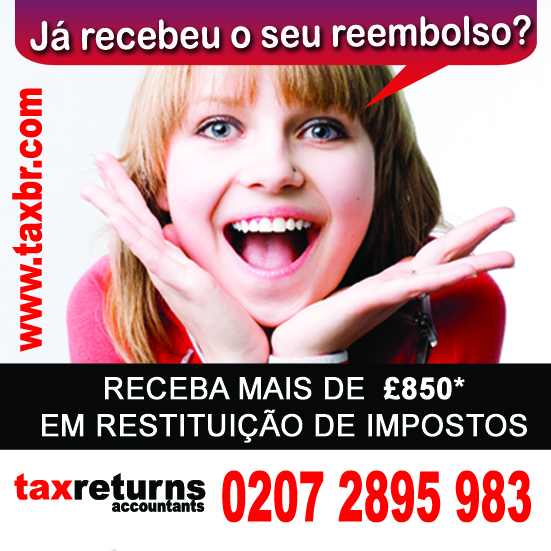 Já recebeu o seu reembolso?
www.taxbr.com
RECEBA MAIS DE £850*
EM RESTITUIÇÃO DE IMPOSTOS
taxreturns
accountants
0207 2895 983